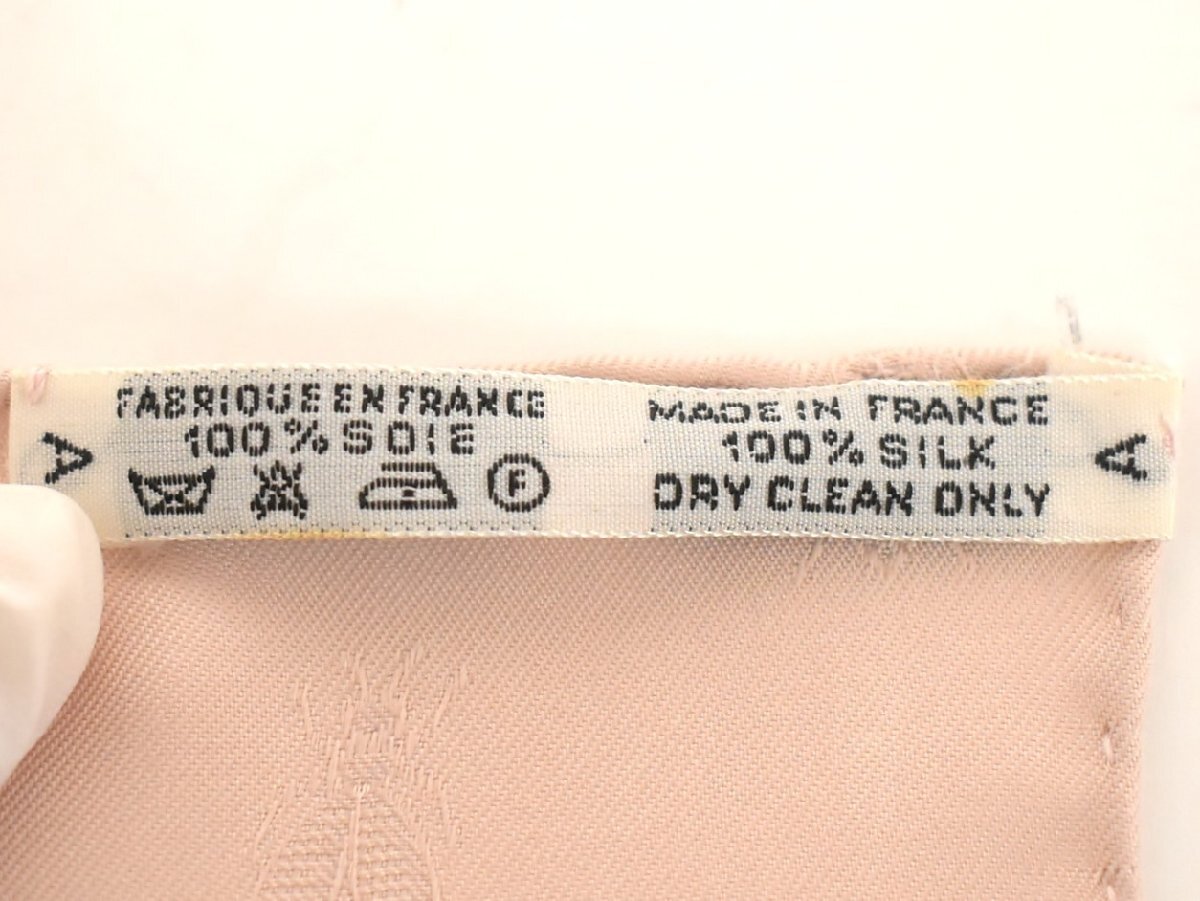 A
FABRIQUE EN FRANCE
100% SOIE
F
MADE IN FRANCE
100% SILK
DRY CLEAN ONLY
A